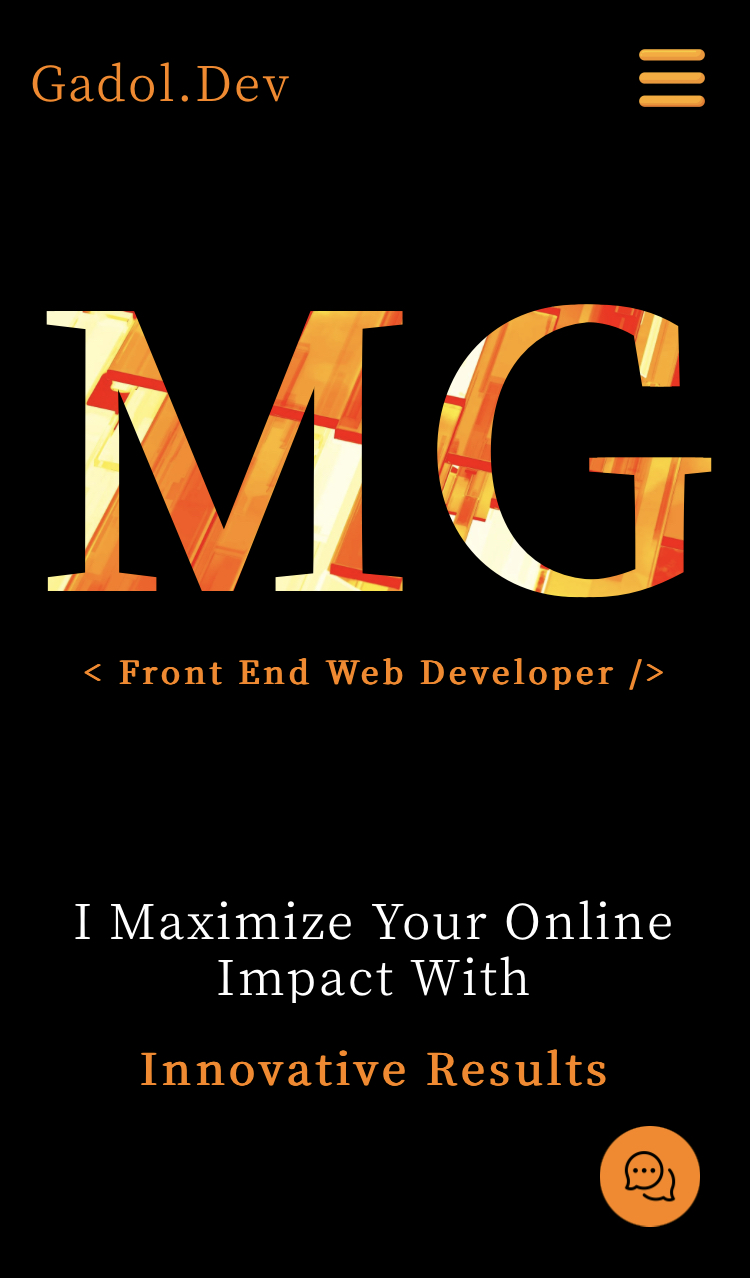 Gadol.Dev
MG
< Front End Web Developer />
I Maximize Your Online
Impact With
Innovative Results